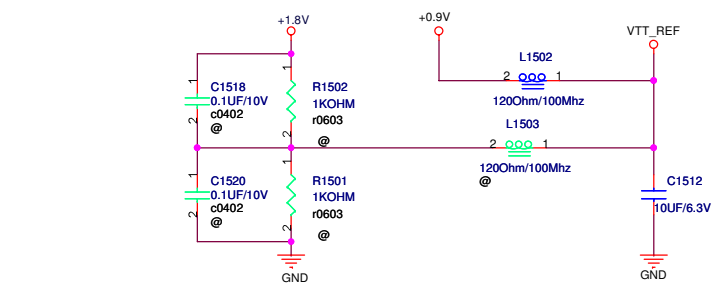 +1.8V
+0.9V
VTT_REF
L1502
2
1
120Ohm/100Mhz
1
C1518
0.1UF/10V
c0402
@
2
1
R1502
1KOHM
r0603
@
2
L1503
2
1
120Ohm/100Mhz
@
1
C1520
0.1UF/10V
c0402
@
2
1
R1501
1KOHM
r0603
@
2
C1512
10UF/6.3V
GND
GND